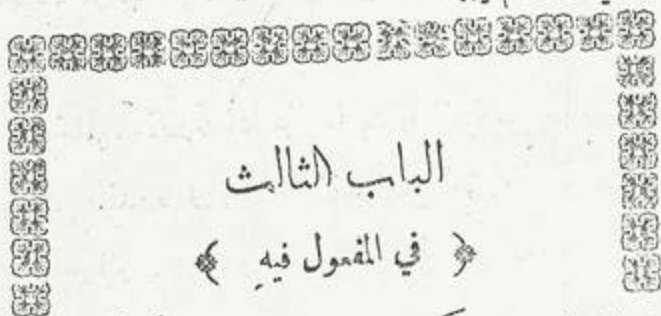 الباب الثالث
﴿ في المفعول فيهِ ﴾